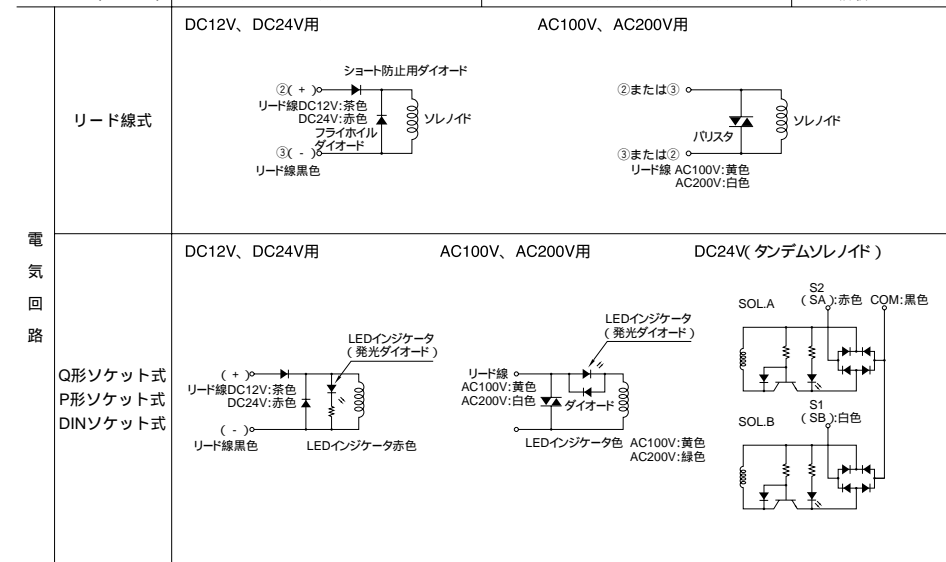 電
気
回
路
リード線式
DC12V、DC24V用
ショート防止用ダイオード
②( + )
リード線DC12V:茶色
DC24V:赤色
フライホイル
ダイオード
ソレノイド
③( - )
リード線黒色
AC100V、AC200V用
②または③
バリスタ
ソレノイド
③または②
リード線 AC100V:黄色
AC200V:白色
Q形ソケット式
P形ソケット式
DINソケット式
DC12V、DC24V用
LEDインジケータ
( 発光ダイオード )
( + )
リード線DC12V:茶色
DC24V:赤色
( - )
リード線黒色
LEDインジケータ赤色
AC100V、AC200V用
LEDインジケータ
( 発光ダイオード )
リード線
AC100V:黄色
AC200V:白色
ダイオード
LEDインジケータ色 AC100V:黄色
AC200V:緑色
DC24V( タンデムソレノイド )
SOL.A
S2
( SA ):赤色
COM:黒色
SOL.B
S1
( SB ):白色